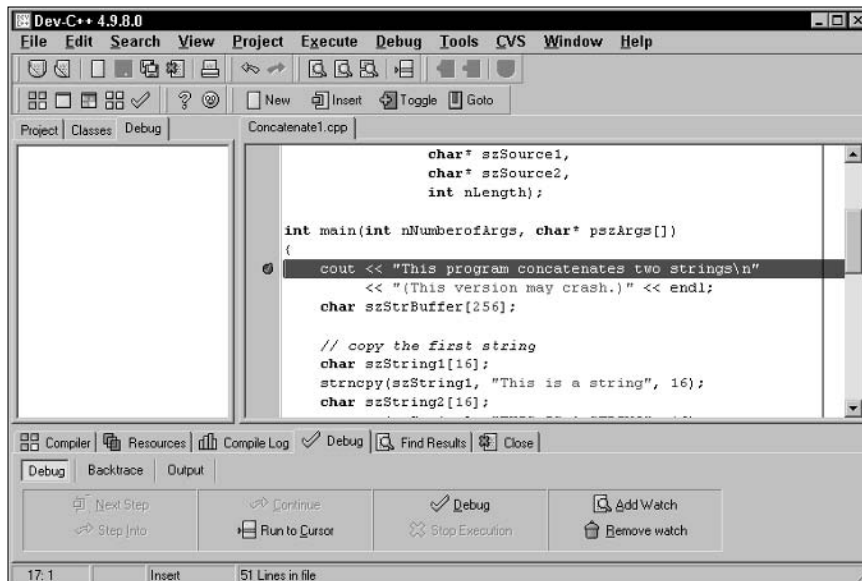 Dev-C++ 4.9.8.0
File Edit Search View Project Execute Debug Tools CVS Window Help
New Insert Toggle Goto
Project Classes Debug
Concatenate1.cpp
char* szSource1,
char* szSource2,
int nLength);
int main(int nNumberofArgs, char* pszArgs[])
{
cout << "This program concatenates two strings\n"
<< "(This version may crash.)" << endl;
char szStrBuffer[256];
// copy the first string
char szString1[16];
strncpy(szString1, "This is a string", 16);
char szString2[16];
Compiler Resources Compile Log Debug Find Results Close
Debug Backtrace Output
Next Step Continue Debug Add Watch
Step Into Run to Cursor Stop Execution Remove watch
17: 1 Insert 51 Lines in file